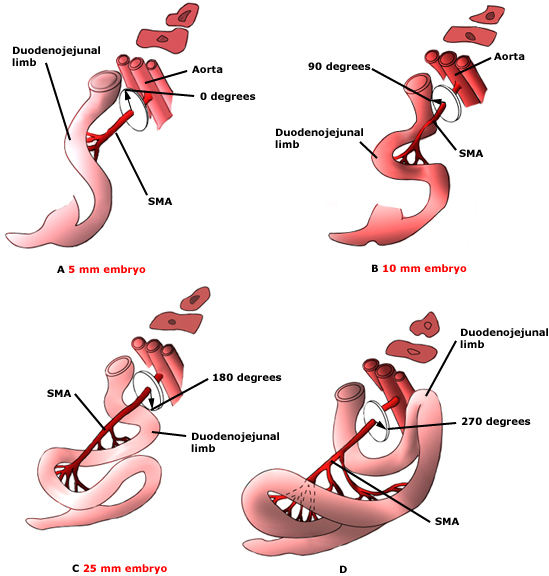 Duodenojejunal
limb
Aorta
0 degrees
SMA
A 5 mm embryo
90 degrees
Aorta
Duodenojejunal
limb
SMA
B 10 mm embryo
180 degrees
SMA
Duodenojejunal
limb
C 25 mm embryo
Duodenojejunal
limb
270 degrees
SMA
D